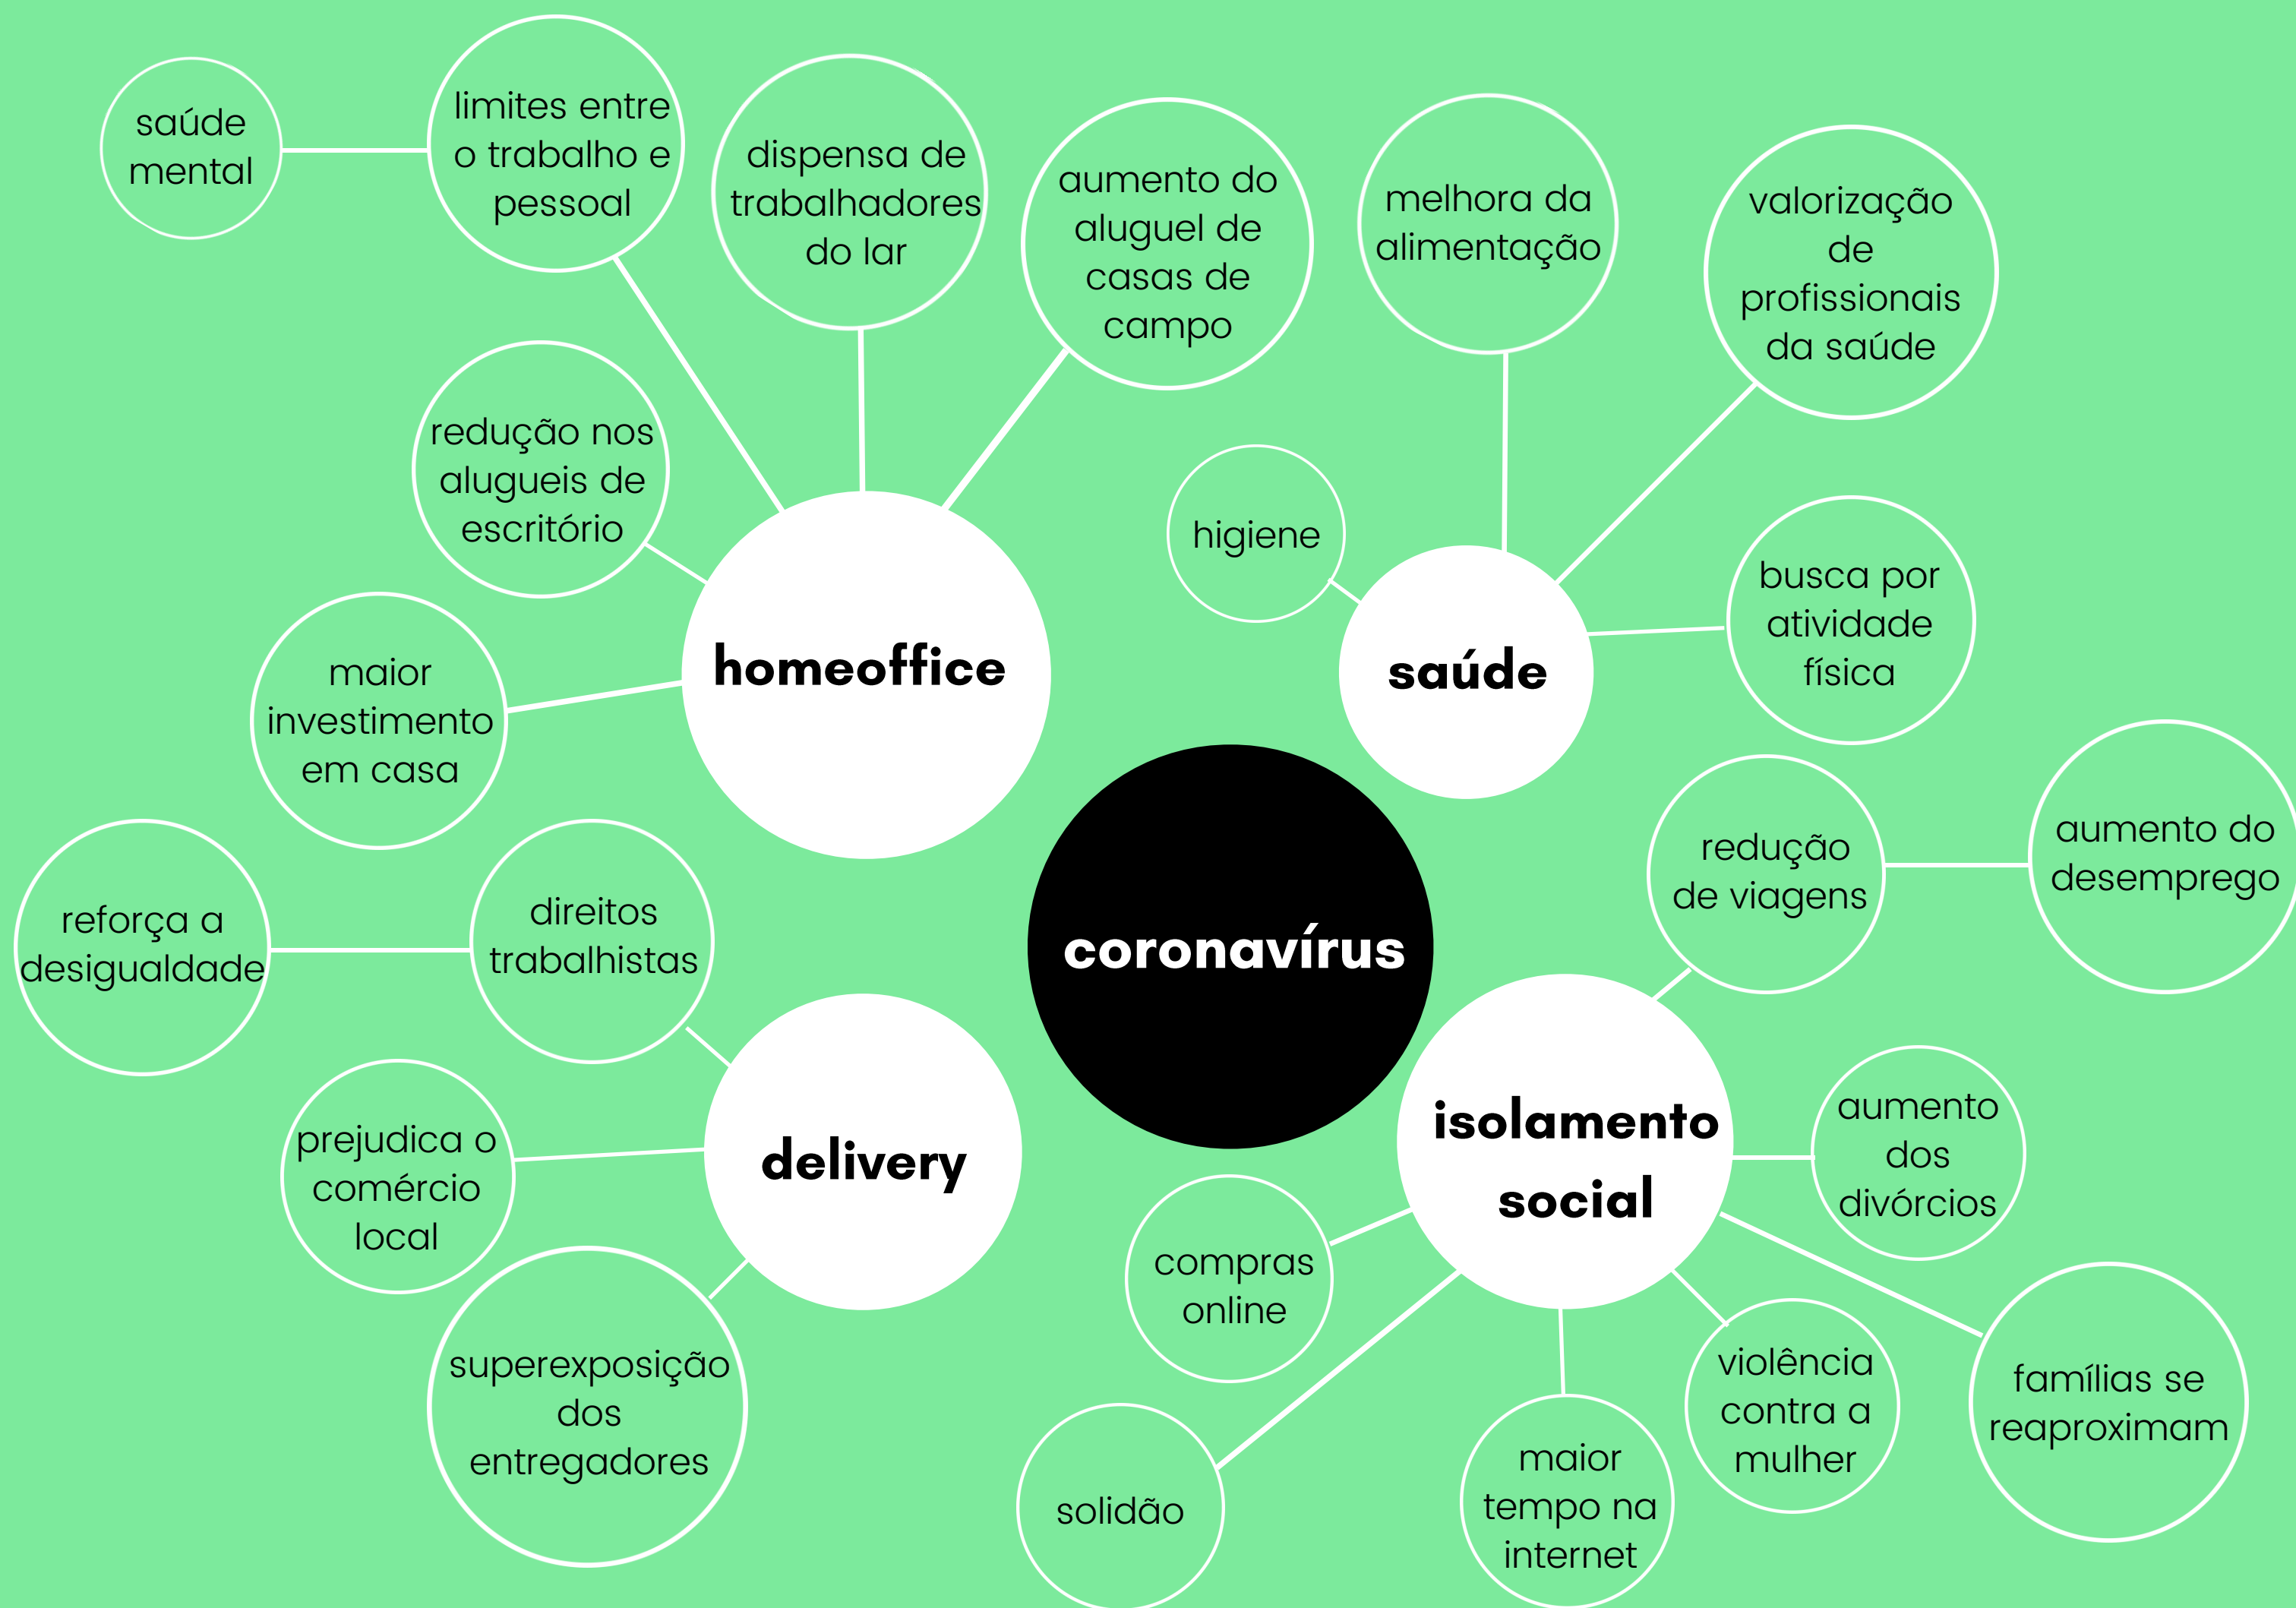 saúde
mental
limites entre
o trabalho e
pessoal
dispensa de
trabalhadores
do lar
aumento do
aluguel de
casas de
campo
melhora da
alimentação
valorização
de
profissionais
da saúde
redução nos
alugueis de
escritório
higiene
busca por
atividade
física
maior
investimento
em casa
homeoffice
saúde
redução
de viagens
aumento do
desemprego
reforça a
desigualdade
direitos
trabalhistas
coronavírus
prejudica o
comércio
local
delivery
isolamento
social
aumento
dos
divórcios
compras
online
superexposição
dos
entregadores
solidão
maior
tempo na
internet
violência
contra a
mulher
famílias se
reaproximam